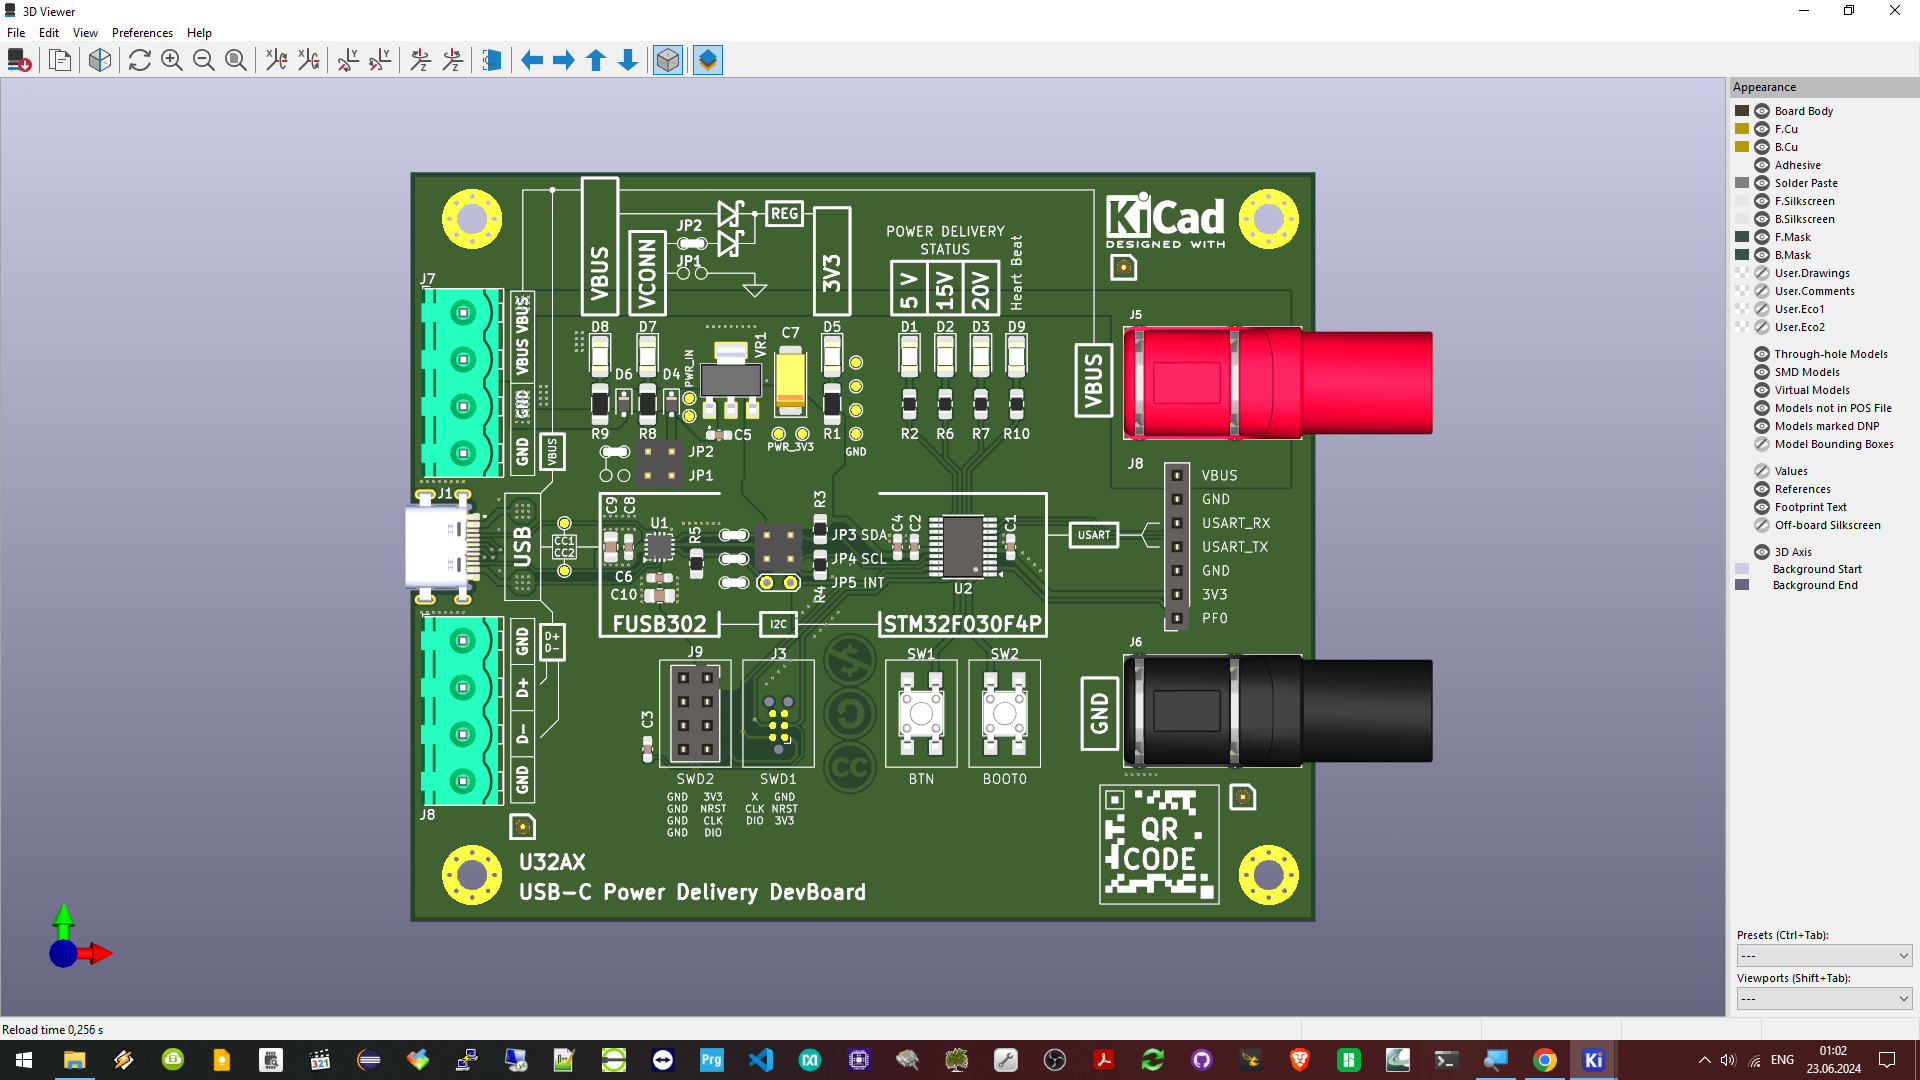 3D Viewer
File Edit View Preferences Help
Appearance
Board Body
F.Cu
B.Cu
Adhesive
Solder Paste
F.Silkscreen
B.Silkscreen
F.Mask
B.Mask
User.Drawings
User.Comments
User.Eco1
User.Eco2
Through-hole Models
SMD Models
Virtual Models
Models not in POS File
Models marked DNP
Model Bounding Boxes
Values
References
Footprint Text
Off-board Silkscreen
3D Axis
Background Start
Background End
Presets (Ctrl+Tab):
---
Viewports (Shift+Tab):
---
VBUS
VCONN
JP2
JP1
REG
3V3
POWER DELIVERY
STATUS
5 V
15V
20V
Heart Beat
KiCad
DESIGNED WITH
J7
VBUS
VBUS
GND
GND
VBUS
D8
D7
D6
D4
R9
R8
PWR_IN
VR1
C7
D5
C5
R1
PWR_3V3
GND
JP2
JP1
D1 D2 D3 D9
R2 R6 R7 R10
VBUS
J5
J8
VBUS
GND
USART_RX
USART_TX
GND
3V3
PF0
USART
J1
USB
CC1
CC2
C9
C8
U1
R5
C6
C10
FUSB302
I2C
R3
JP3 SDA
JP4 SCL
JP5 INT
R4
C4
C2
C1
U2
STM32F030F4P
GND
D+
D-
GND
D+
D-
J8
J9
C3
SWD2
GND 3V3
GND NRST
GND CLK
GND DIO
J3
SWD1
X GND
CLK NRST
DIO 3V3
CC
SW1
BTN
SW2
BOOT0
J6
GND
QR
CODE
U32AX
USB-C Power Delivery DevBoard
Reload time 0,256 s
321
Prg
Ki
ENG
01:02
23.06.2024